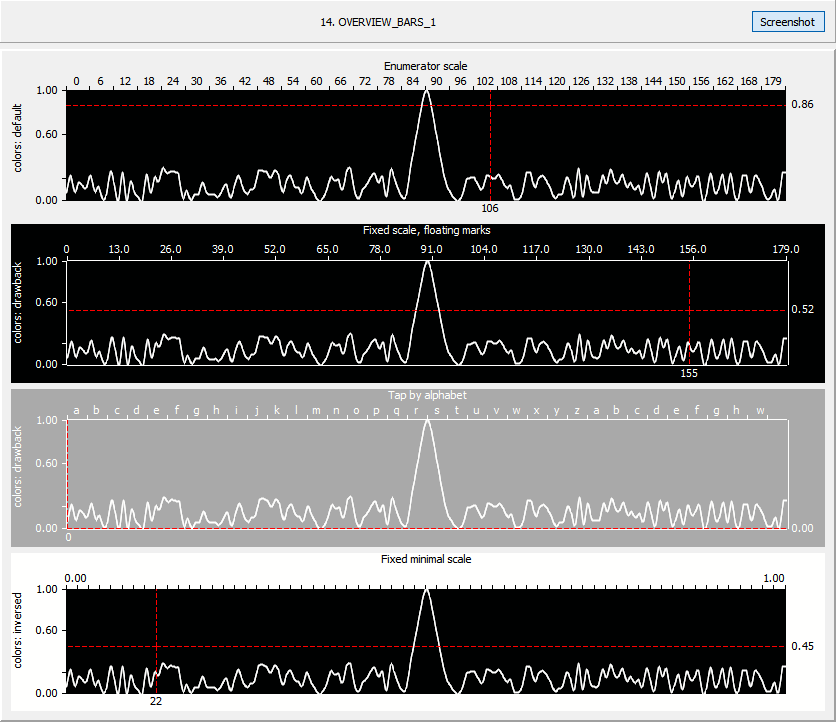 14. OVERVIEW_BARS_1
Screenshot
Enumerator scale
0 6 12 18 24 30 36 42 48 54 60 66 72 78 84 90 96 102 108 114 120 126 132 138 144 150 156 162 168 179
colors: default
1.00
0.60
0.00
0.86
106
Fixed scale, floating marks
0 13.0 26.0 39.0 52.0 65.0 78.0 91.0 104.0 117.0 130.0 143.0 156.0 179.0
colors: drawback
1.00
0.60
0.00
0.52
155
Tap by alphabet
a b c d e f g h i j k l m n o p q r s t u v w x y z a b c d e f g h w
colors: drawback
1.00
0.60
0.00
0.00
0
Fixed minimal scale
0.00 1.00
colors: inversed
1.00
0.60
0.00
0.45
22